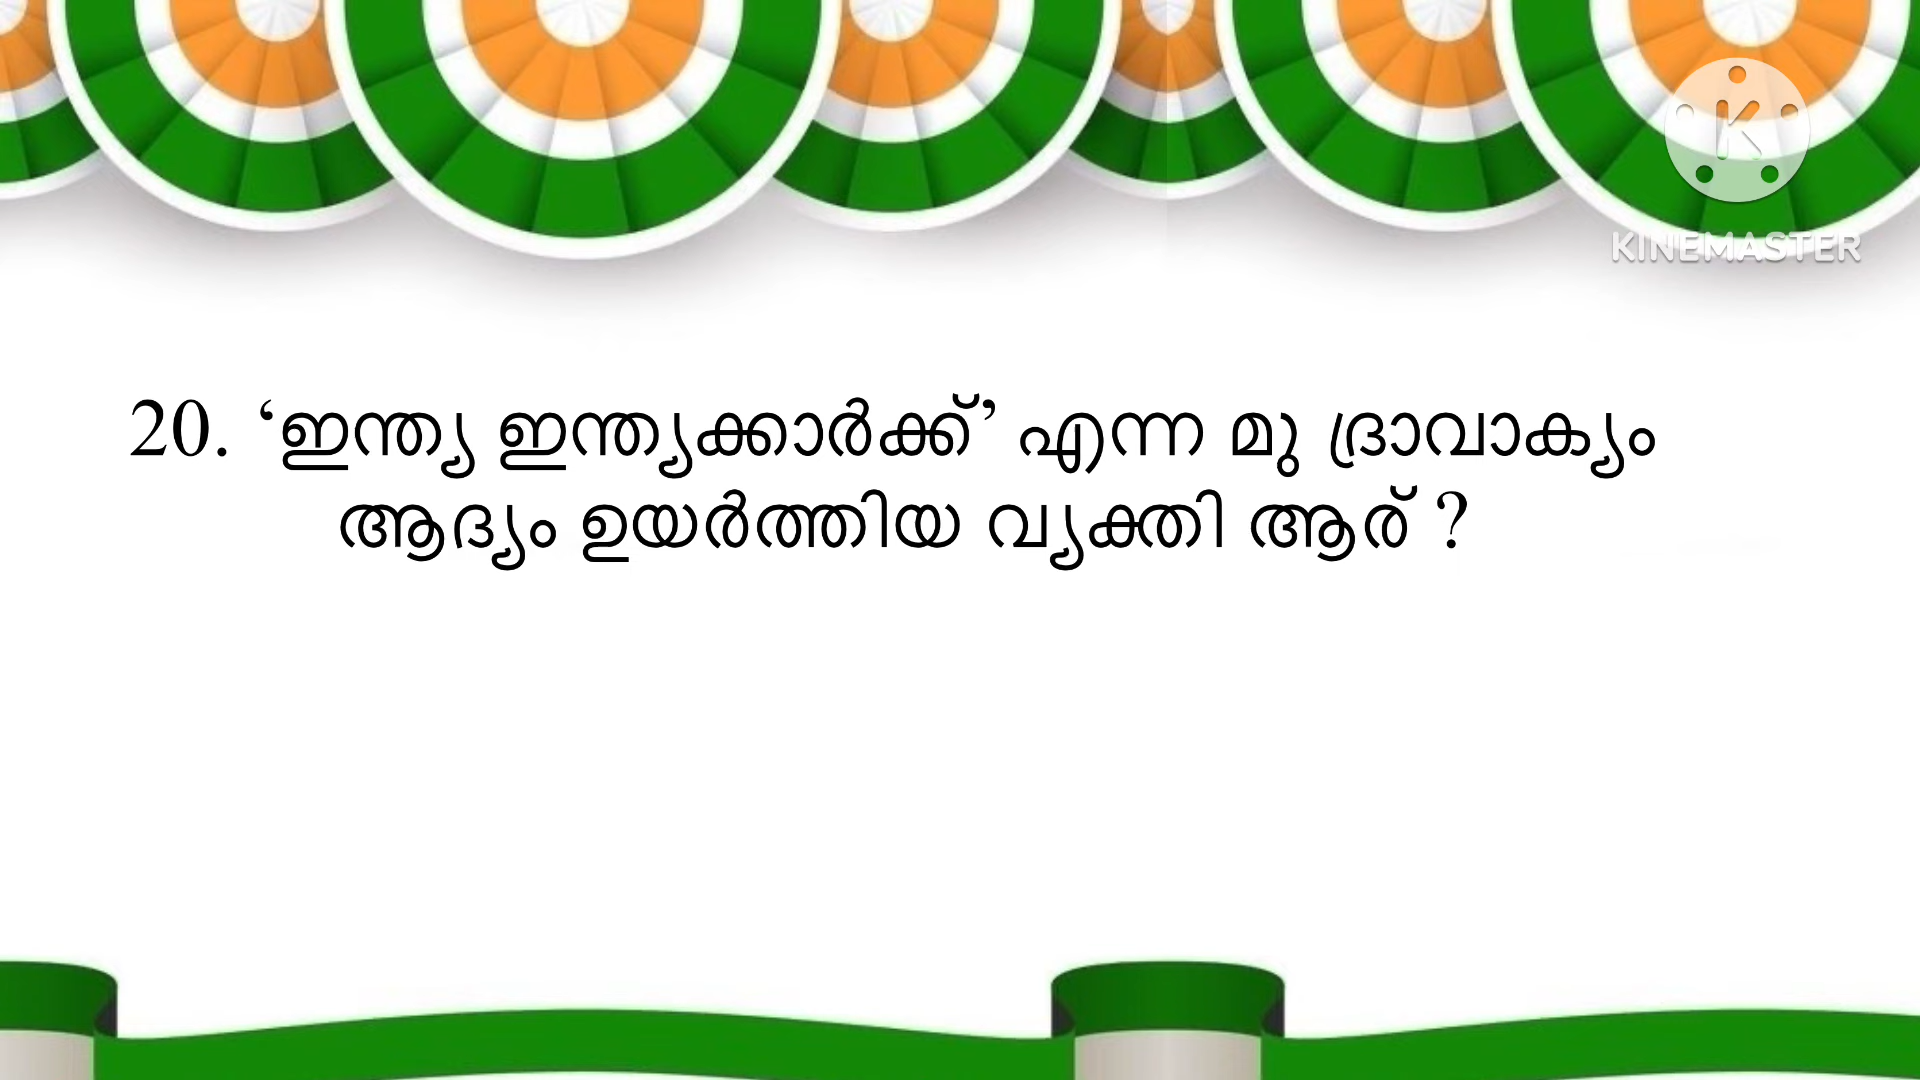 KINEMASTER
20. ‘ഇന്ത്യ ഇന്ത്യക്കാർക്ക്’ എന്ന മു ദ്രാവാക്യം
ആദ്യം ഉയർത്തിയ വ്യക്തി ആര് ?